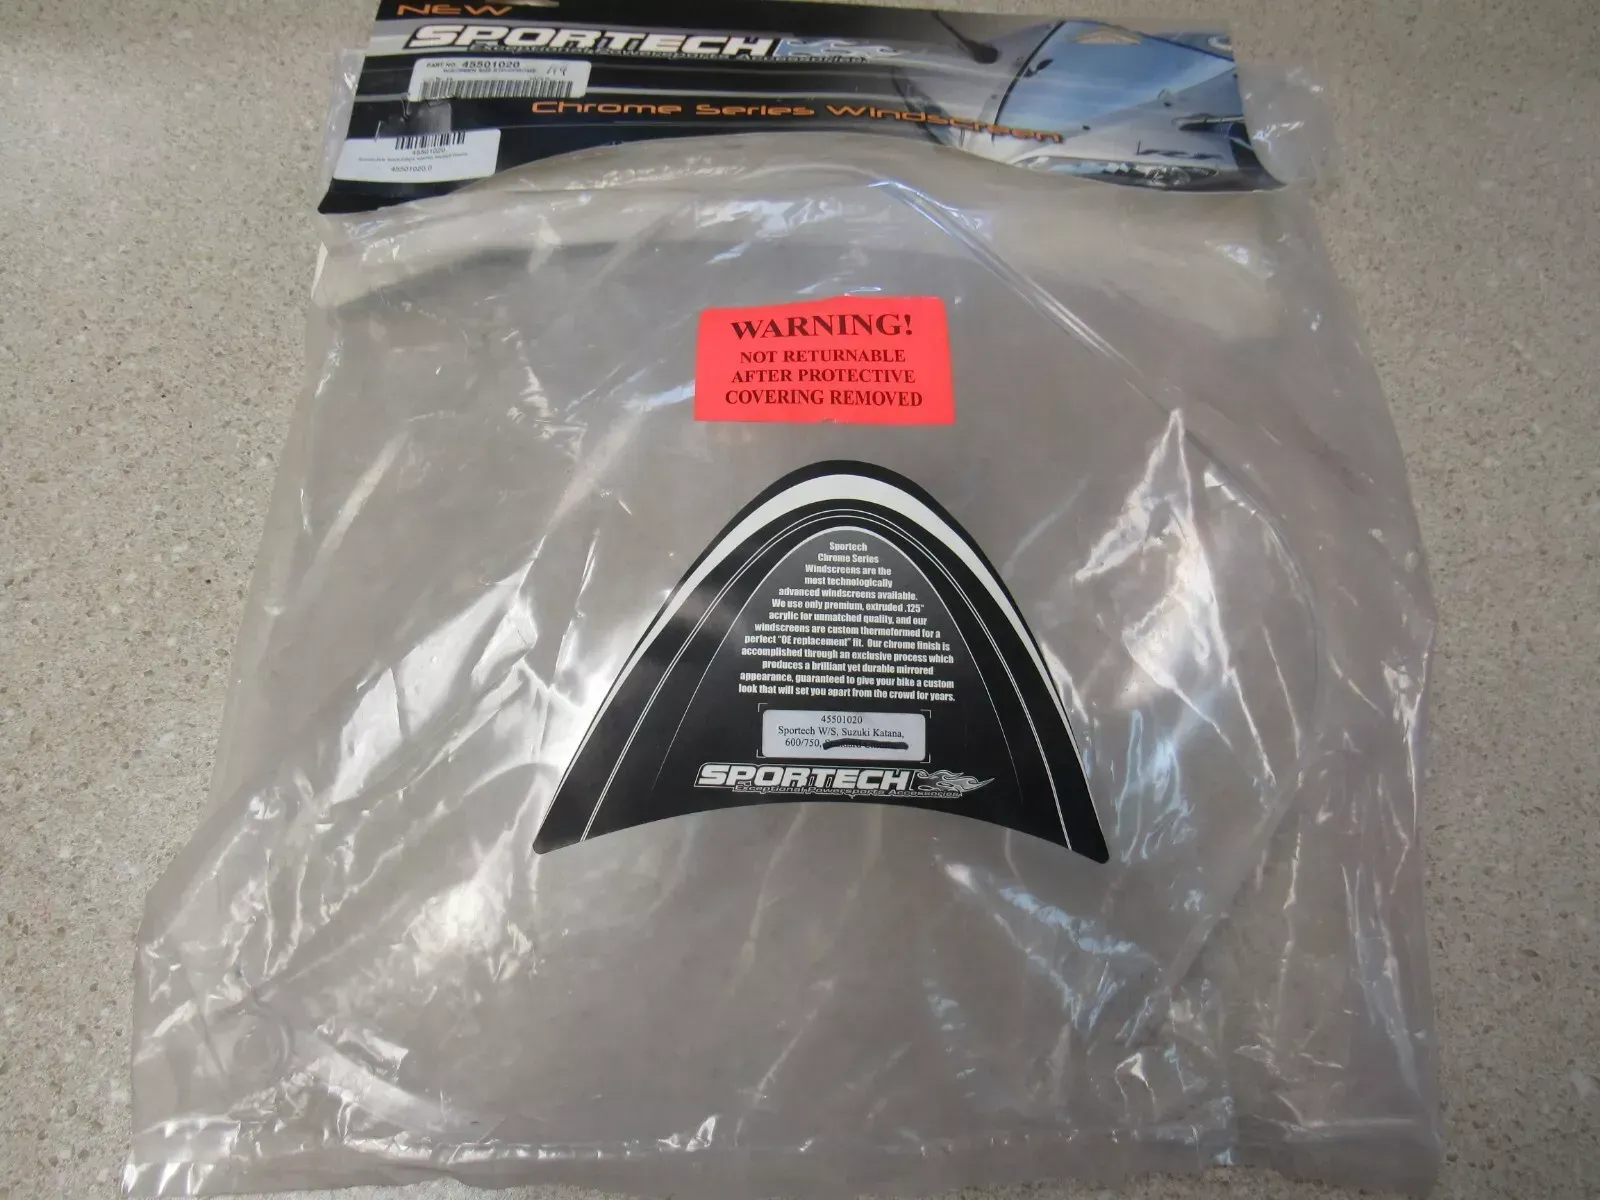 NEW
SPORTECH
Exceptional Powersports Accessories
PART NO. 45501020
Chrome Series Windscreen
45501020
45501020.0
WARNING!
NOT RETURNABLE
AFTER PROTECTIVE
COVERING REMOVED
Sportech
Chrome Series
Windscreens are the
most technologically
advanced windscreens available.
We use only premium, extruded .125"
acrylic for unmatched quality, and our
windscreens are custom thermoformed for a
perfect "OE replacement" fit. Our chrome finish is
accomplished through an exclusive process which
produces a brilliant yet durable mirrored
appearance, guaranteed to give your bike a custom
look that will set you apart from the crowd for years.
45501020
Sportech W/S, Suzuki Katana,
600/750,
SPORTECH
Exceptional Powersports Accessories